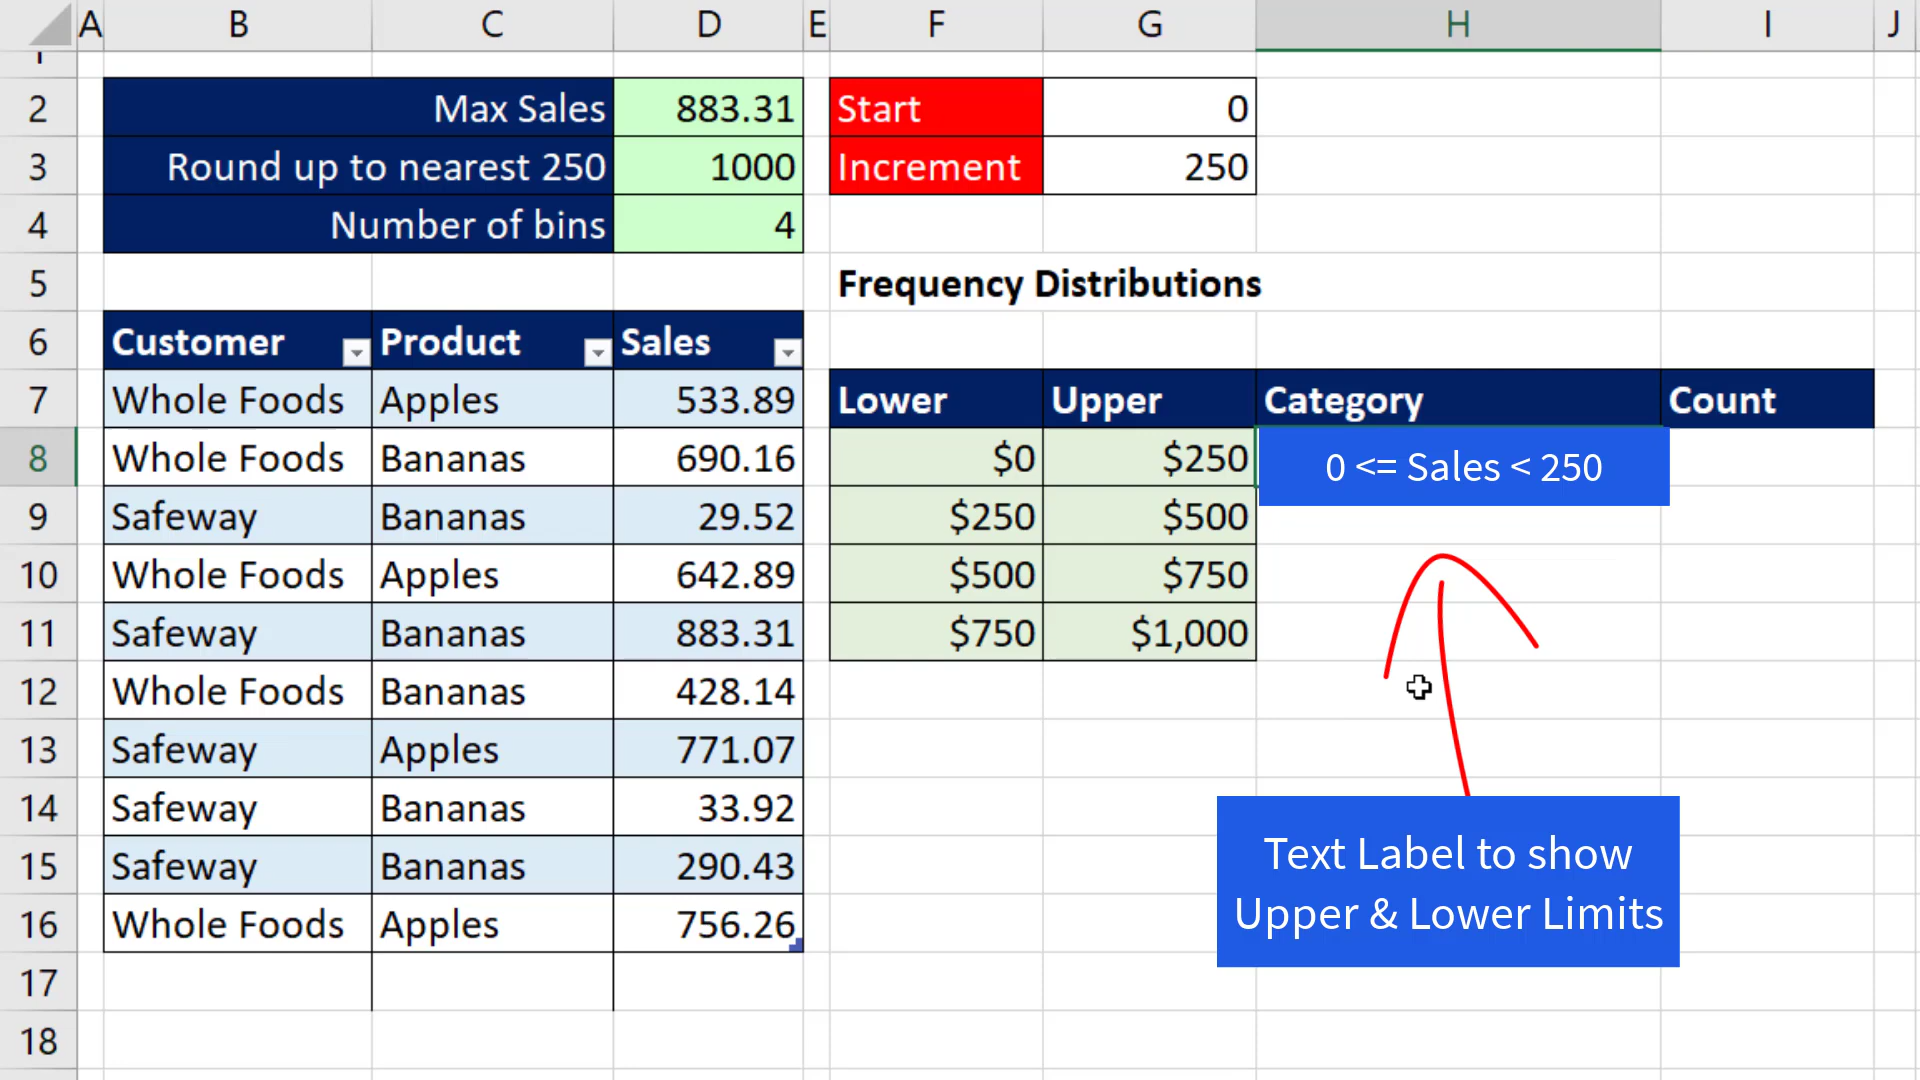 A B C D E F G H I J
1
2 Max Sales 883.31 Start 0
3 Round up to nearest 250 1000 Increment 250
4 Number of bins 4
5 Frequency Distributions
6 Customer Product Sales
7 Whole Foods Apples 533.89 Lower Upper Category Count
8 Whole Foods Bananas 690.16 $0 $250 0 <= Sales < 250
9 Safeway Bananas 29.52 $250 $500
10 Whole Foods Apples 642.89 $500 $750
11 Safeway Bananas 883.31 $750 $1,000
12 Whole Foods Bananas 428.14
13 Safeway Apples 771.07
14 Safeway Bananas 33.92
15 Safeway Bananas 290.43
16 Whole Foods Apples 756.26
17
18
Text Label to show
Upper & Lower Limits